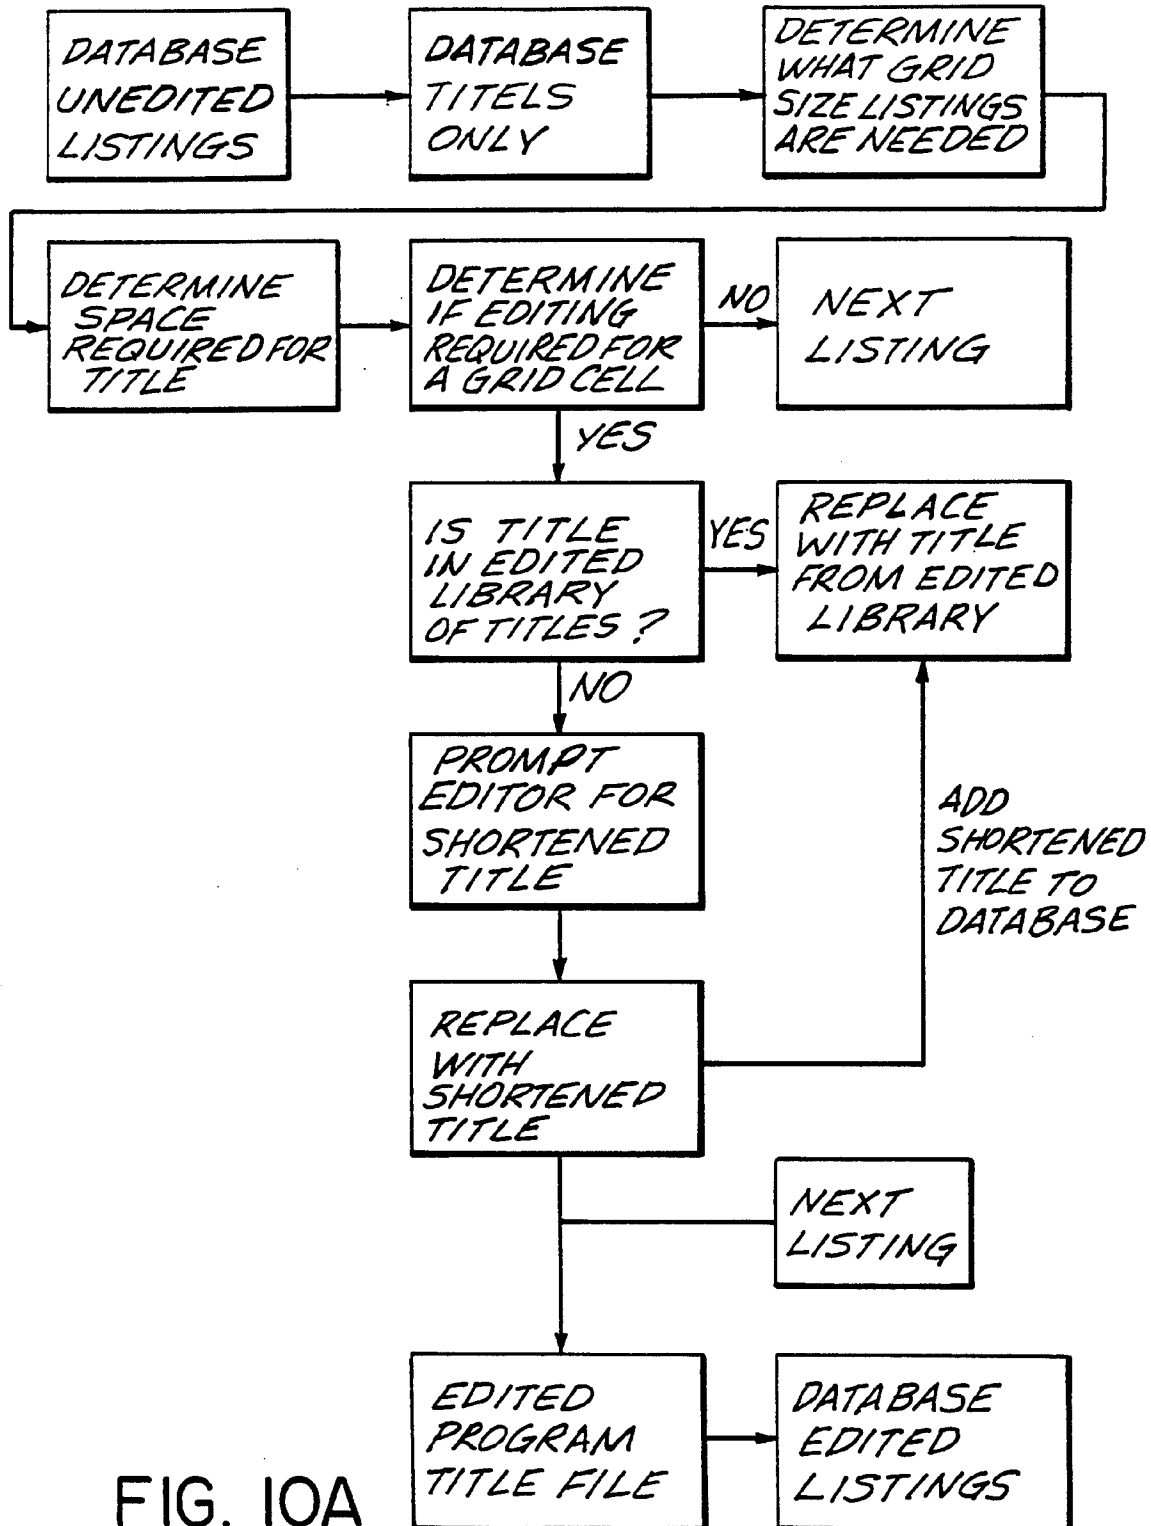 DATABASE
UNEDITED
LISTINGS
DATABASE
TITELS
ONLY
DETERMINE
WHAT GRID
SIZE LISTINGS
ARE NEEDED
DETERMINE
SPACE
REQUIRED FOR
TITLE
DETERMINE
IF EDITING
REQUIRED FOR
A GRID CELL
NO
NEXT
LISTING
YES
IS TITLE
IN EDITED
LIBRARY
OF TITLES?
YES
REPLACE
WITH TITLE
FROM EDITED
LIBRARY
NO
PROMPT
EDITOR FOR
SHORTENED
TITLE
ADD
SHORTENED
TITLE TO
DATABASE
REPLACE
WITH
SHORTENED
TITLE
NEXT
LISTING
EDITED
PROGRAM
TITLE FILE
DATABASE
EDITED
LISTINGS
FIG. 10A